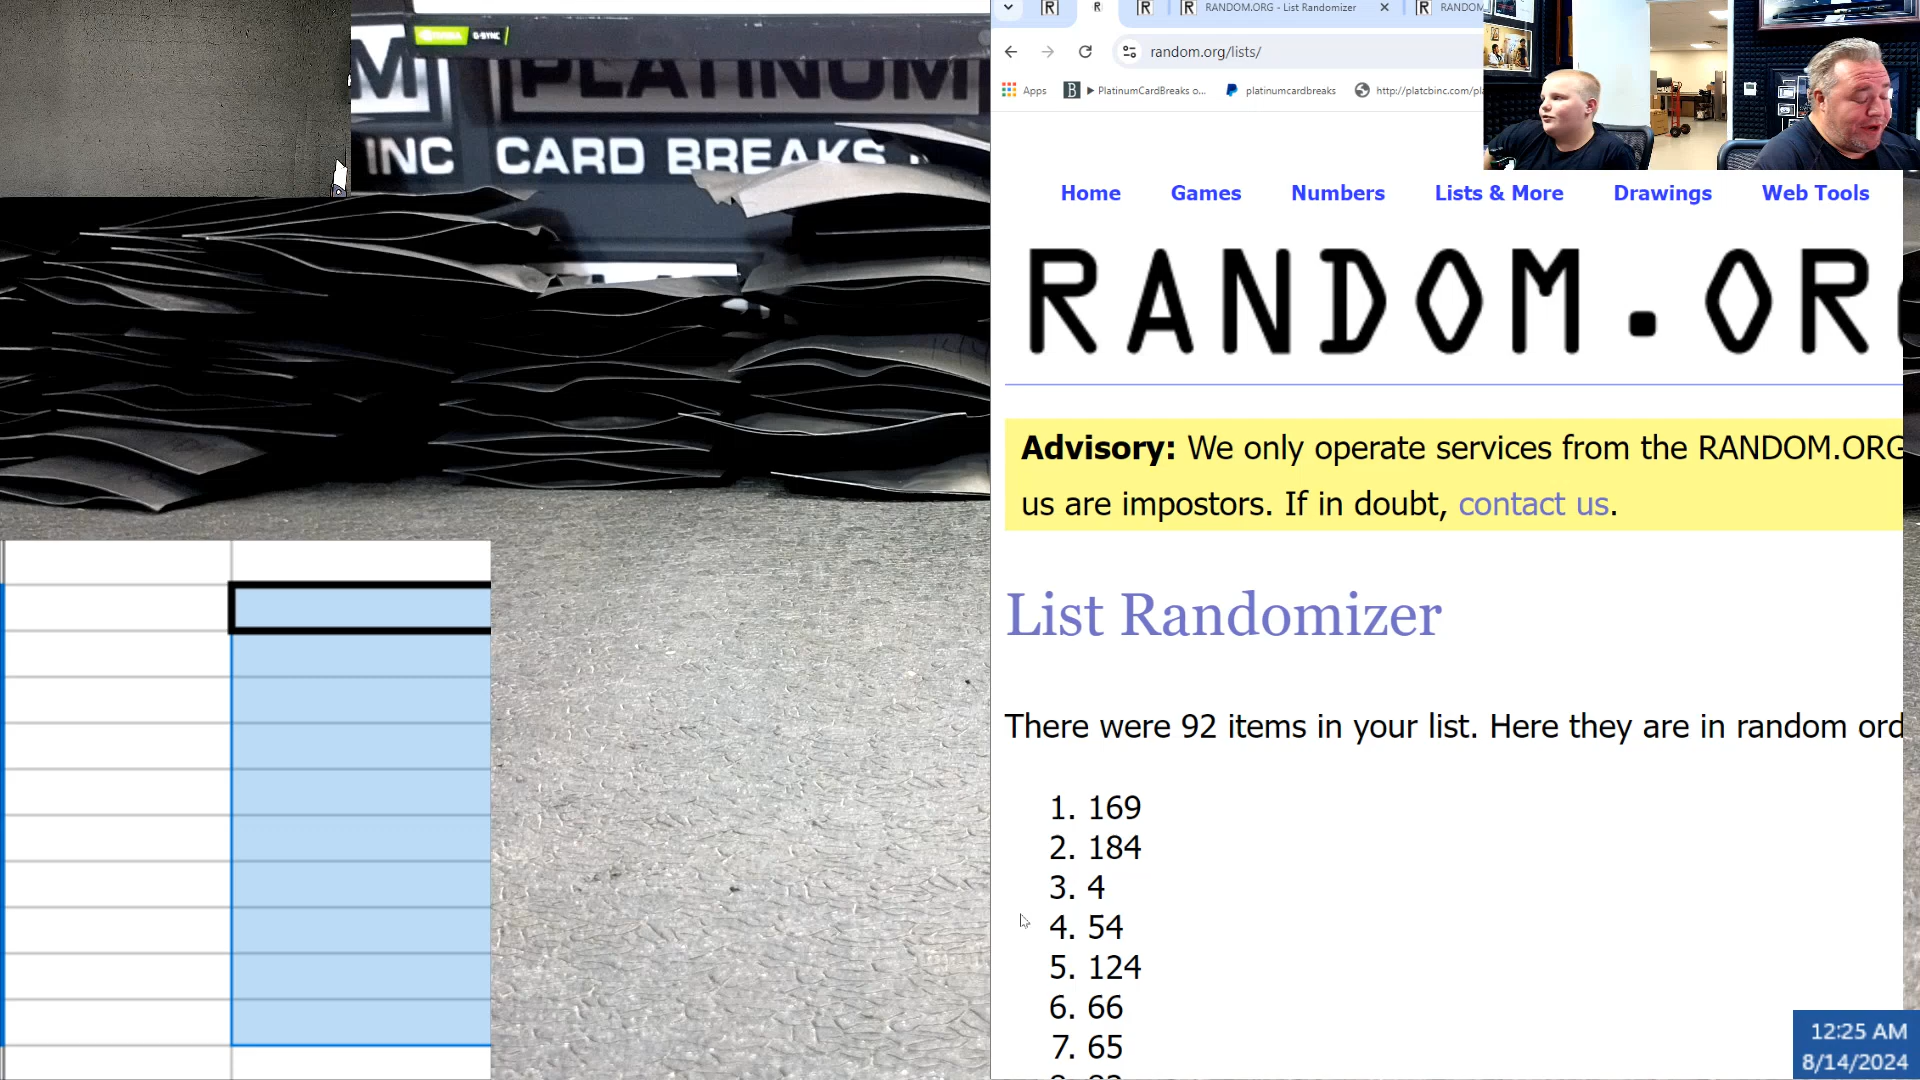 NVIDIA G-SYNC
M PLATINUM
INC CARD BREAKS
RANDOM.ORG - List Randomizer
RANDOM
random.org/lists/
Apps
B ▶ PlatinumCardBreaks o...
platinumcardbreaks
http://platcbinc.com/pl
Home Games Numbers Lists & More Drawings Web Tools
RANDOM.OR
Advisory: We only operate services from the RANDOM.ORG
us are impostors. If in doubt, contact us.
List Randomizer
There were 92 items in your list. Here they are in random ord
1. 169
2. 184
3. 4
4. 54
5. 124
6. 66
7. 65
12:25 AM
8/14/2024